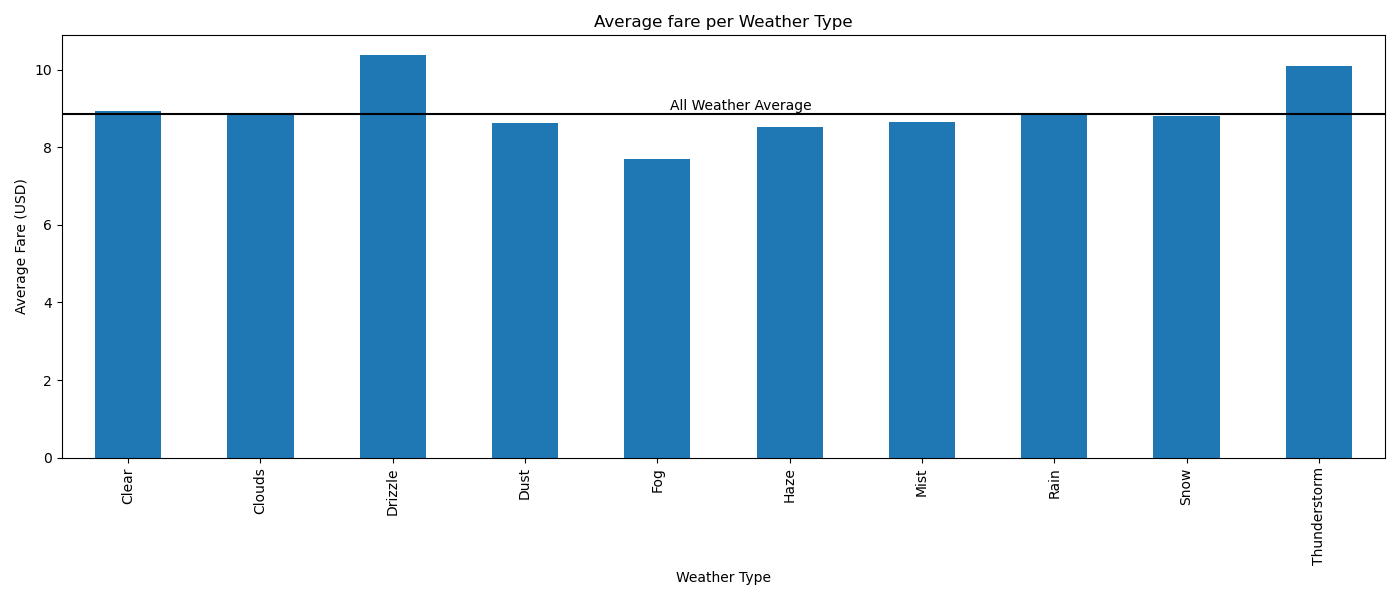 Average fare per Weather Type
Average Fare (USD)
10
8
6
4
2
0
All Weather Average
Clear
Clouds
Drizzle
Dust
Fog
Haze
Mist
Rain
Snow
Thunderstorm
Weather Type